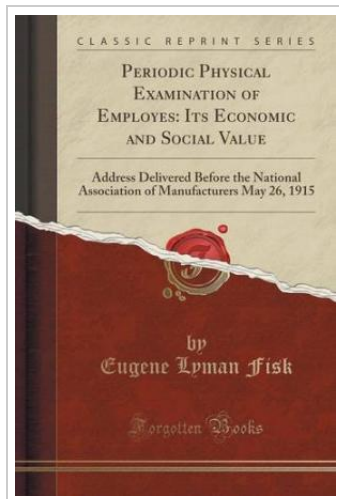 CLASSIC REPRINT SERIES
PERIODIC PHYSICAL
EXAMINATION OF
EMPLOYES: ITS ECONOMIC
AND SOCIAL VALUE
Address Delivered Before the National
Association of Manufacturers May 26, 1915
F
by
Eugene Lyman Fisk
Forgotten Books